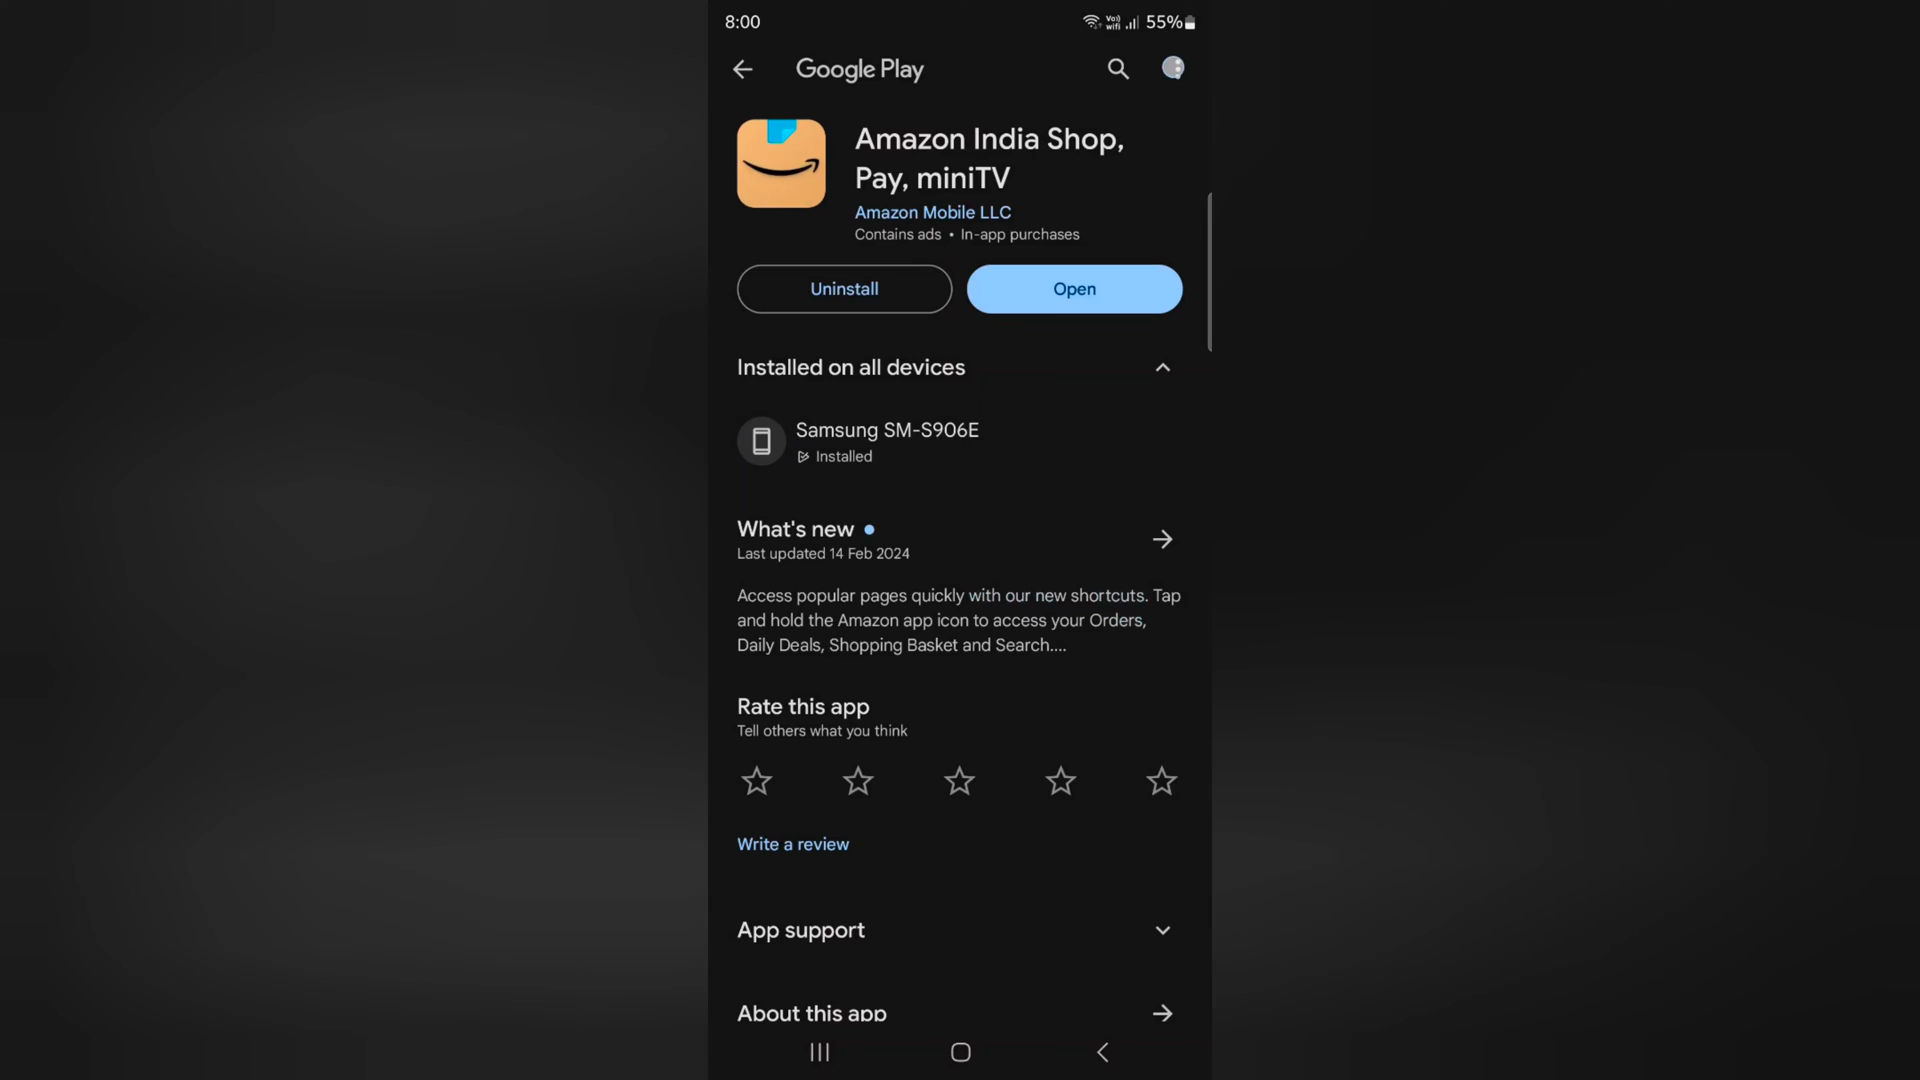 8:00
Vo))
wifi
55%
Google Play
Amazon India Shop,
Pay, miniTV
Amazon Mobile LLC
Contains ads • In-app purchases
Uninstall
Open
Installed on all devices
Samsung SM-S906E
Installed
What's new
Last updated 14 Feb 2024
Access popular pages quickly with our new shortcuts. Tap
and hold the Amazon app icon to access your Orders,
Daily Deals, Shopping Basket and Search....
Rate this app
Tell others what you think
Write a review
App support
About this app